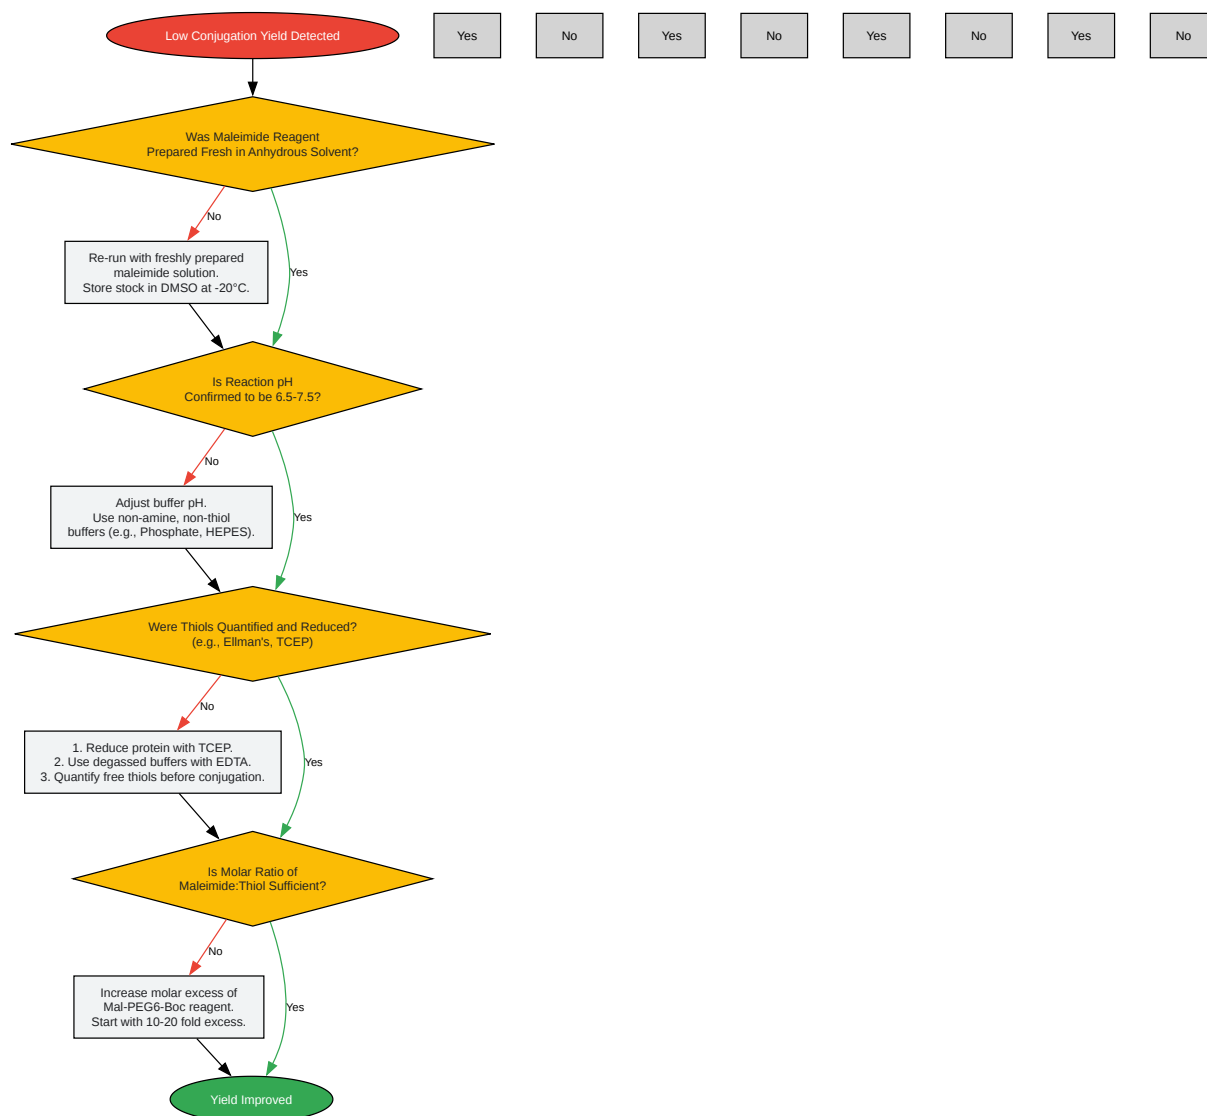 Low Conjugation Yield Detected
Yes
No
Yes
No
Yes
No
Yes
No
Was Maleimide Reagent
Prepared Fresh in Anhydrous Solvent?
No
Re-run with freshly prepared
maleimide solution.
Store stock in DMSO at -20°C.
Yes
Is Reaction pH
Confirmed to be 6.5-7.5?
No
Adjust buffer pH.
Use non-amine, non-thiol
buffers (e.g., Phosphate, HEPES).
Yes
Were Thiols Quantified and Reduced?
(e.g., Ellman's, TCEP)
No
1. Reduce protein with TCEP.
2. Use degassed buffers with EDTA.
3. Quantify free thiols before conjugation.
Yes
Is Molar Ratio of
Maleimide:Thiol Sufficient?
No
Increase molar excess of
Mal-PEG6-Boc reagent.
Start with 10-20 fold excess.
Yes
Yield Improved